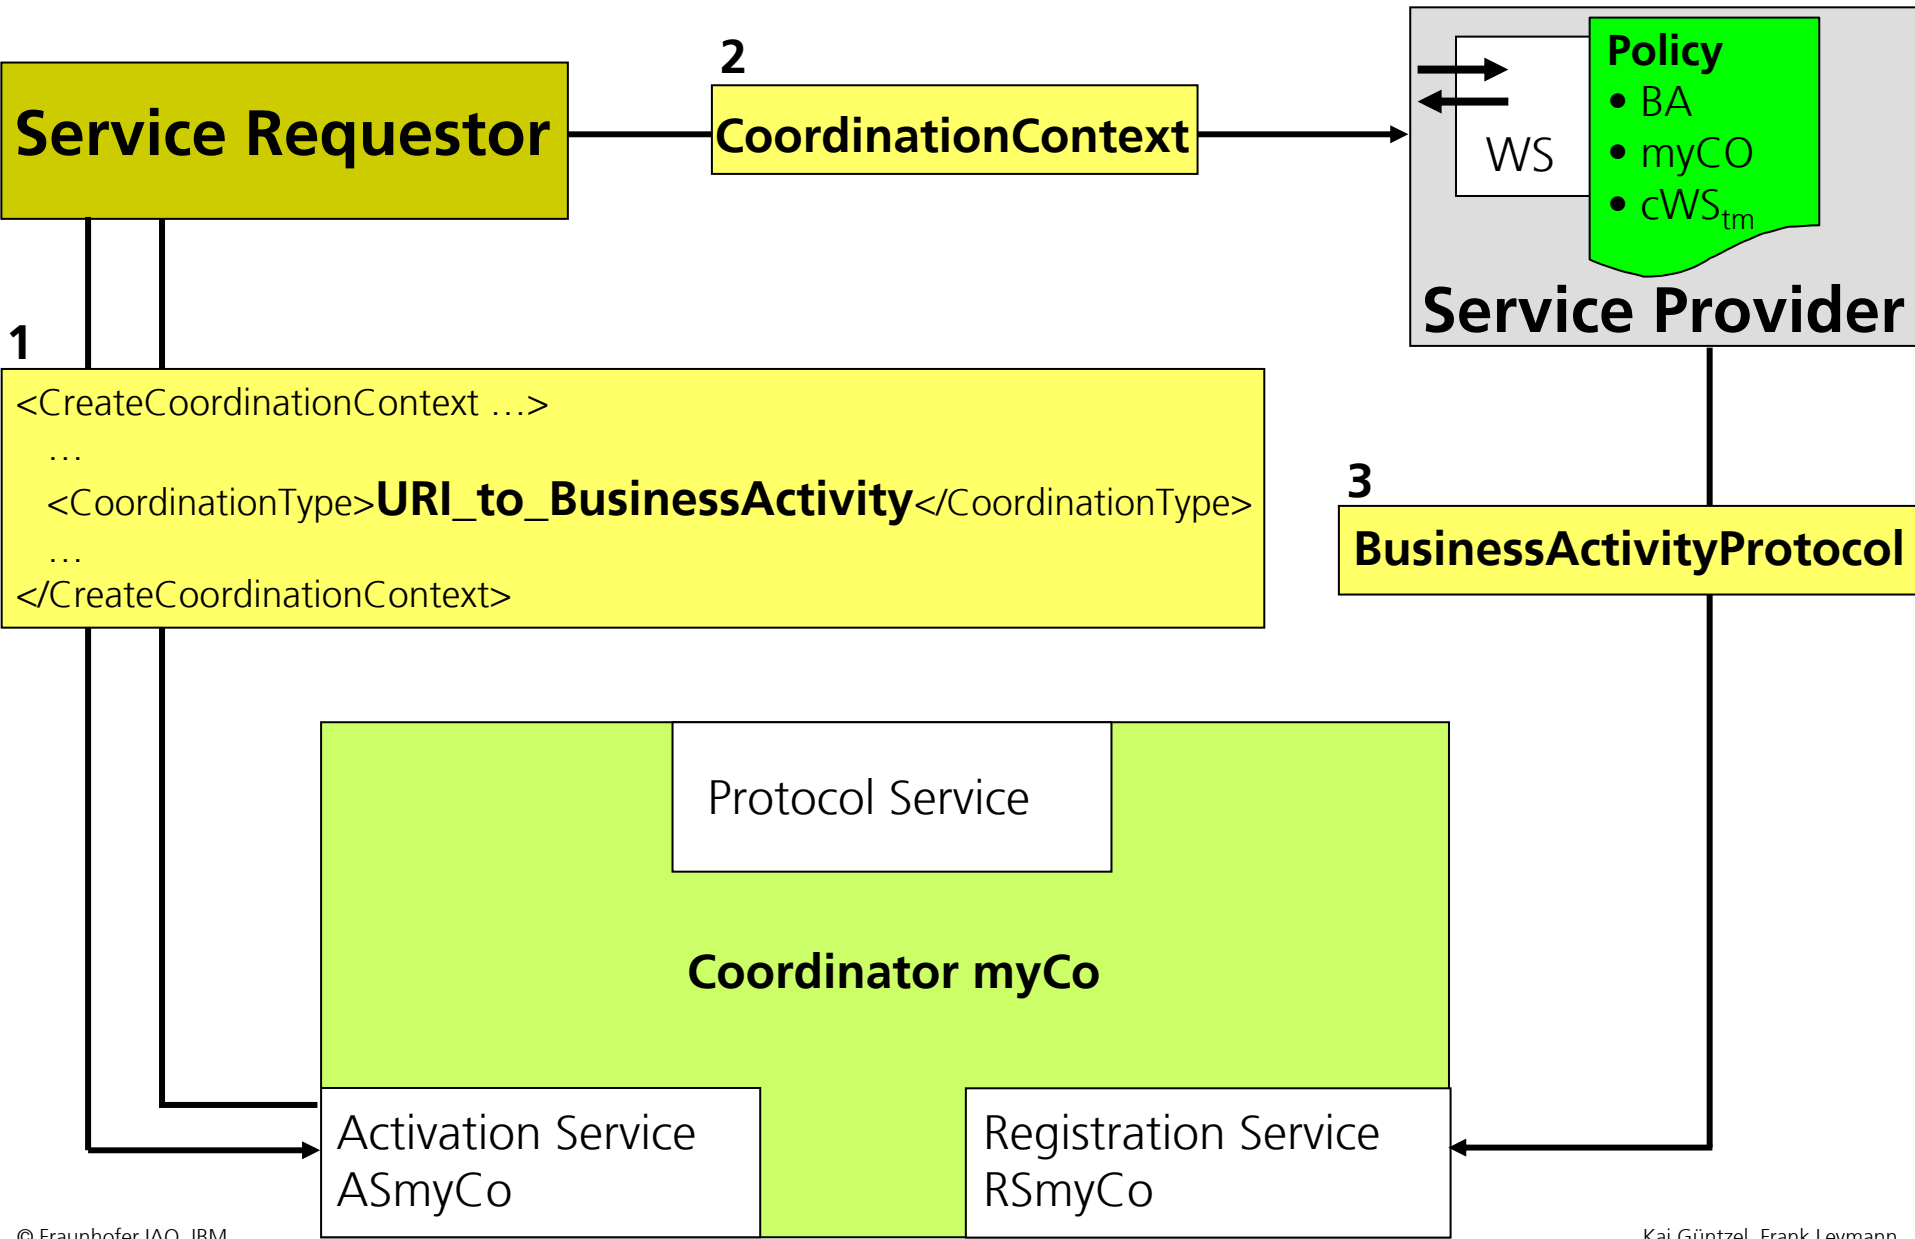 2
Service Requestor
CoordinationContext
WS
Policy
• BA
• myCO
• cWStm
Service Provider
1
<CreateCoordinationContext ...>
...
<CoordinationType>URI_to_BusinessActivity</CoordinationType>
...
</CreateCoordinationContext>
3
BusinessActivityProtocol
Protocol Service
Coordinator myCo
Activation Service
ASmyCo
Registration Service
RSmyCo
© Fraunhofer IAO, IBM
Kai Güntzel, Frank Leymann